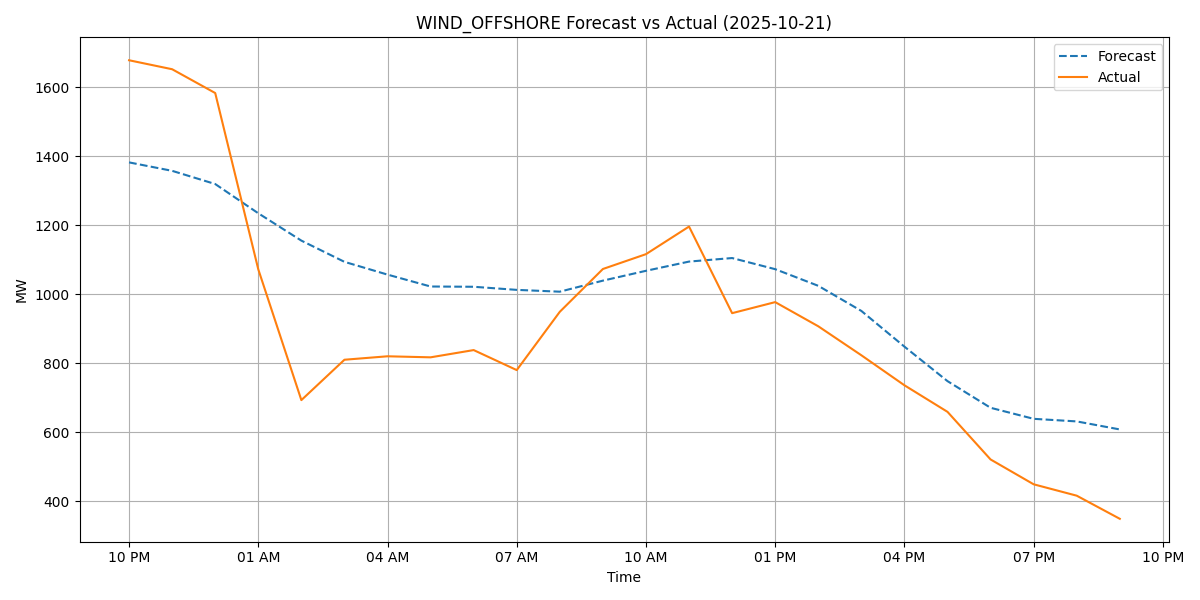 WIND_OFFSHORE Forecast vs Actual (2025-10-21)
Forecast
Actual
MW
1600
1400
1200
1000
800
600
400
10 PM 01 AM 04 AM 07 AM 10 AM 01 PM 04 PM 07 PM 10 PM
Time